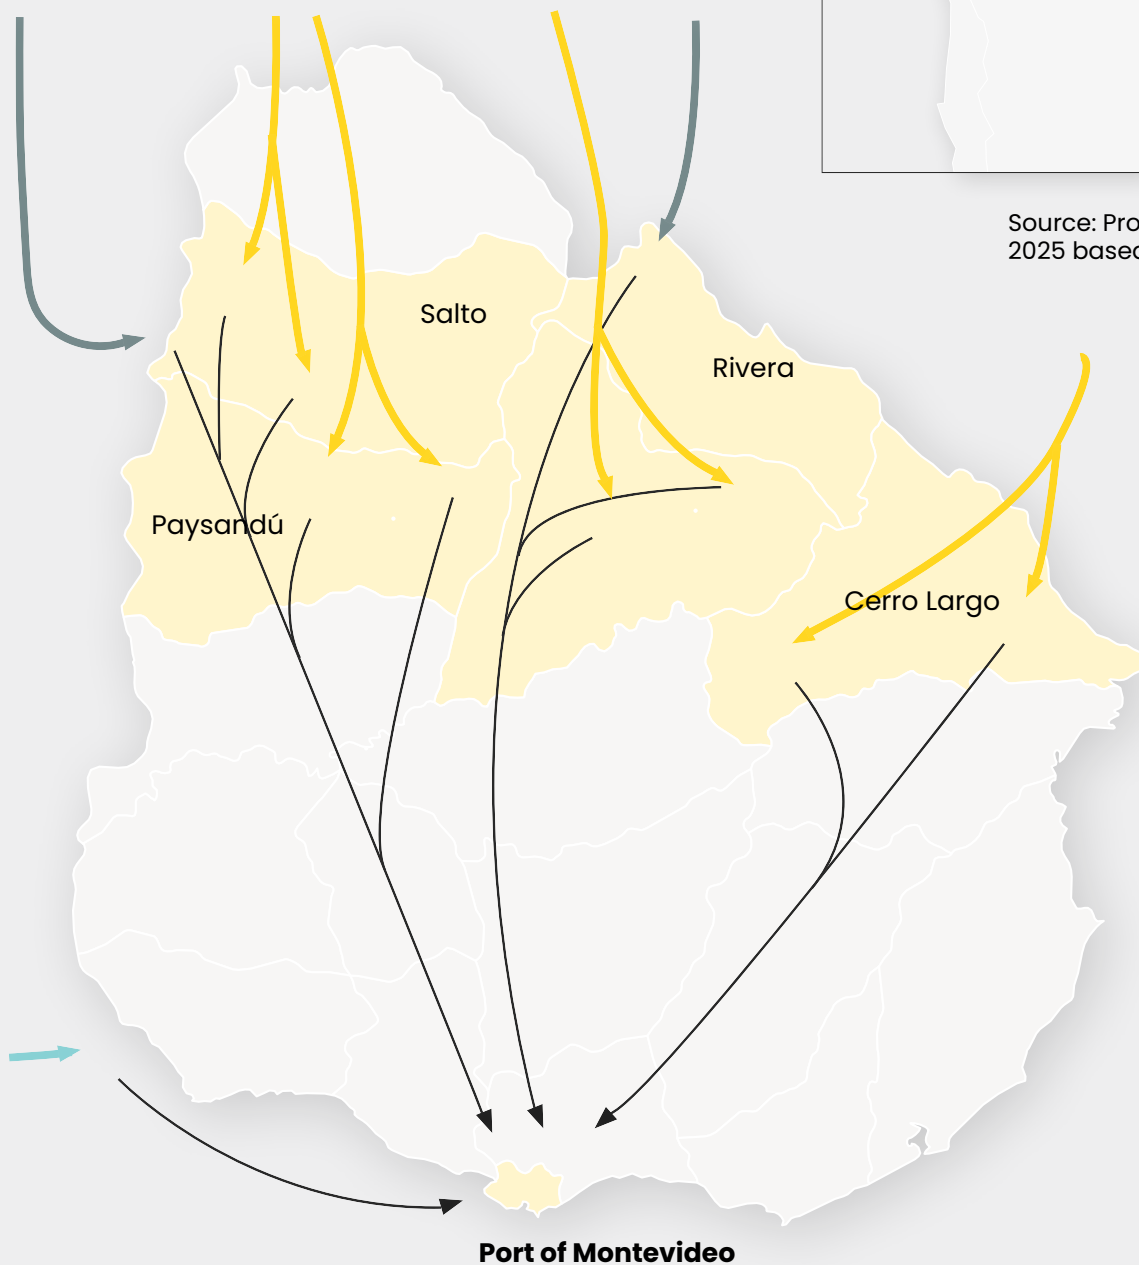 Source: Pro
2025 based
Salto
Rivera
Paysandú
Cerro Largo
Port of Montevideo